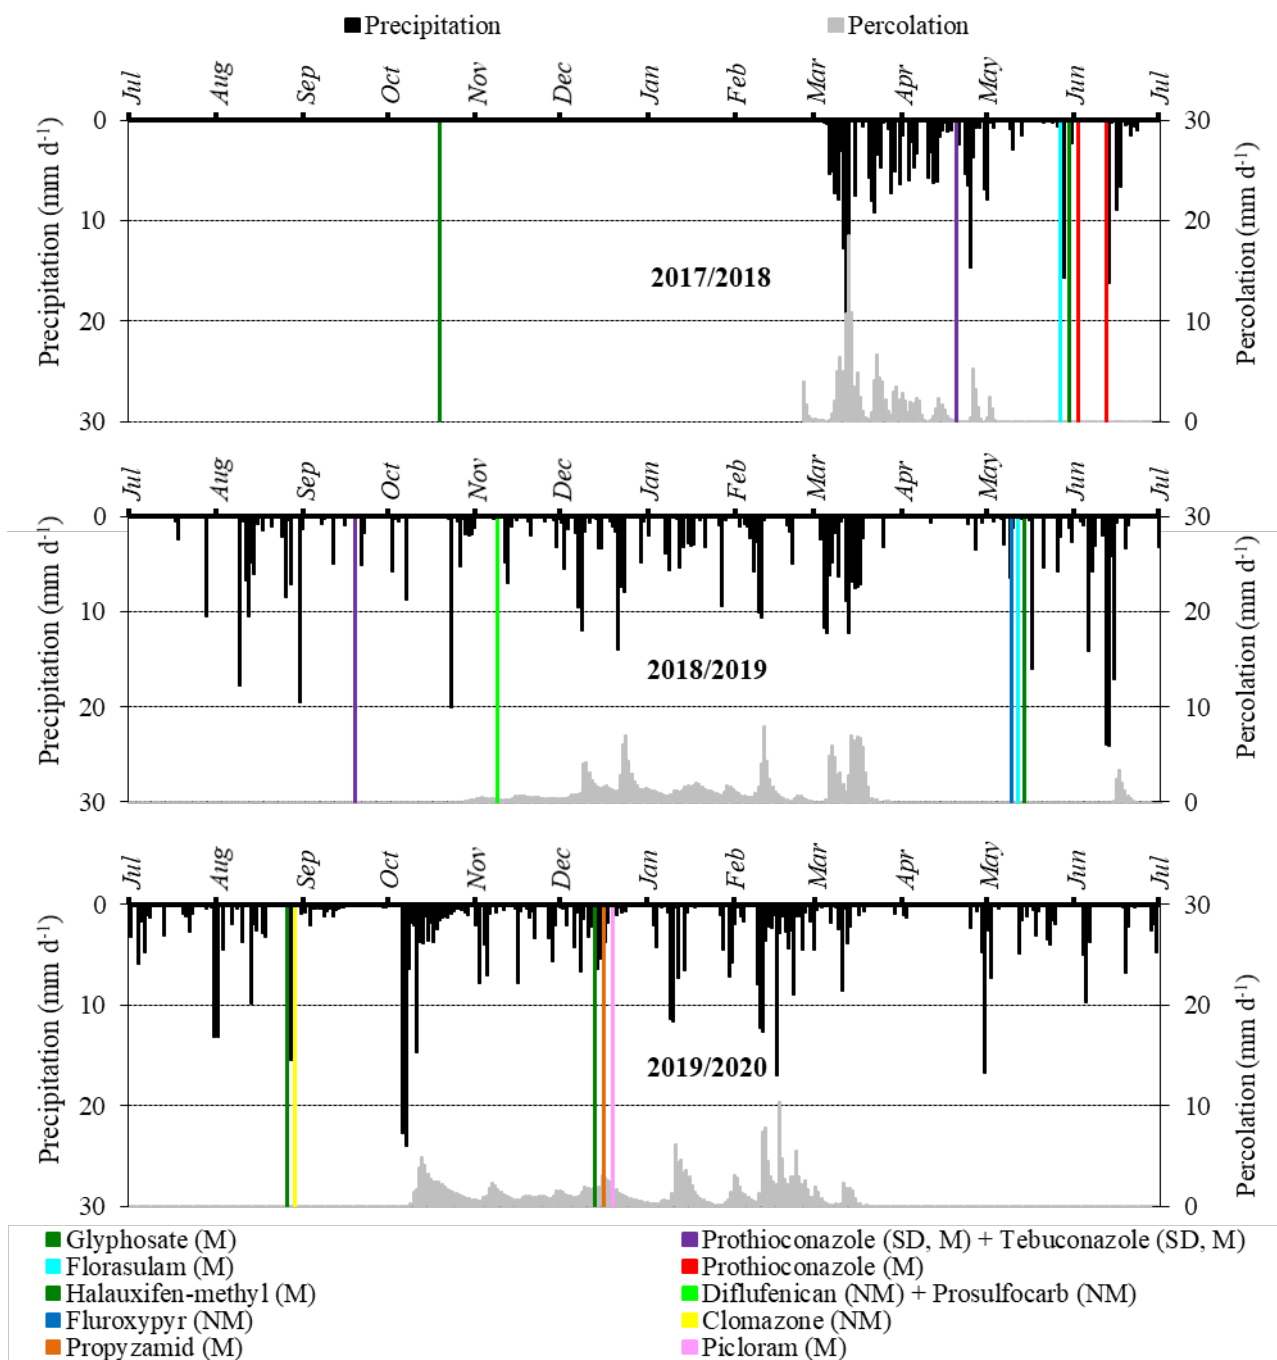 Precipitation Percolation
Jul Aug Sep Oct Nov Dec Jan Feb Mar Apr May Jun Jul
0 30
10 20
20 10
30 0
Precipitation (mm d-1)
Percolation (mm d-1)
2017/2018
Jul Aug Sep Oct Nov Dec Jan Feb Mar Apr May Jun Jul
0 30
10 20
20 10
30 0
Precipitation (mm d-1)
Percolation (mm d-1)
2018/2019
Jul Aug Sep Oct Nov Dec Jan Feb Mar Apr May Jun Jul
0 30
10 20
20 10
30 0
Precipitation (mm d-1)
Percolation (mm d-1)
2019/2020
Glyphosate (M)
Florasulam (M)
Halauxifen-methyl (M)
Fluroxypyr (NM)
Propyzamid (M)
Prothioconazole (SD, M) + Tebuconazole (SD, M)
Prothioconazole (M)
Diflufenican (NM) + Prosulfocarb (NM)
Clomazone (NM)
Picloram (M)